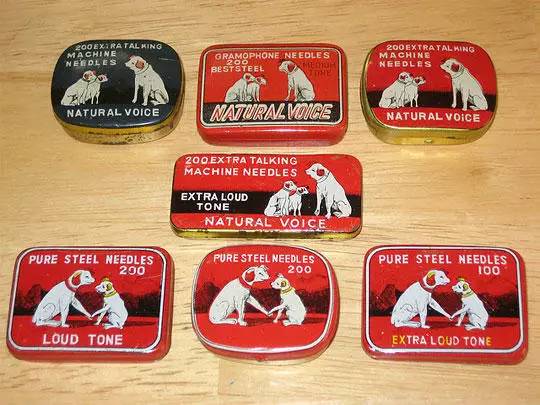 200 EXTRA TALKING
MACHINE
NEEDLES
NATURAL VOICE
GRAMOPHONE NEEDLES
200
BEST STEEL
MEDIUM
TONE
NATURAL VOICE
200 EXTRA TALKING
MACHINE
NEEDLES
NATURAL VOICE
200 EXTRA TALKING
MACHINE NEEDLES
EXTRA LOUD
TONE
NATURAL VOICE
PURE STEEL NEEDLES
200
LOUD TONE
PURE STEEL NEEDLES
200
PURE STEEL NEEDLES
100
EXTRA LOUD TONE